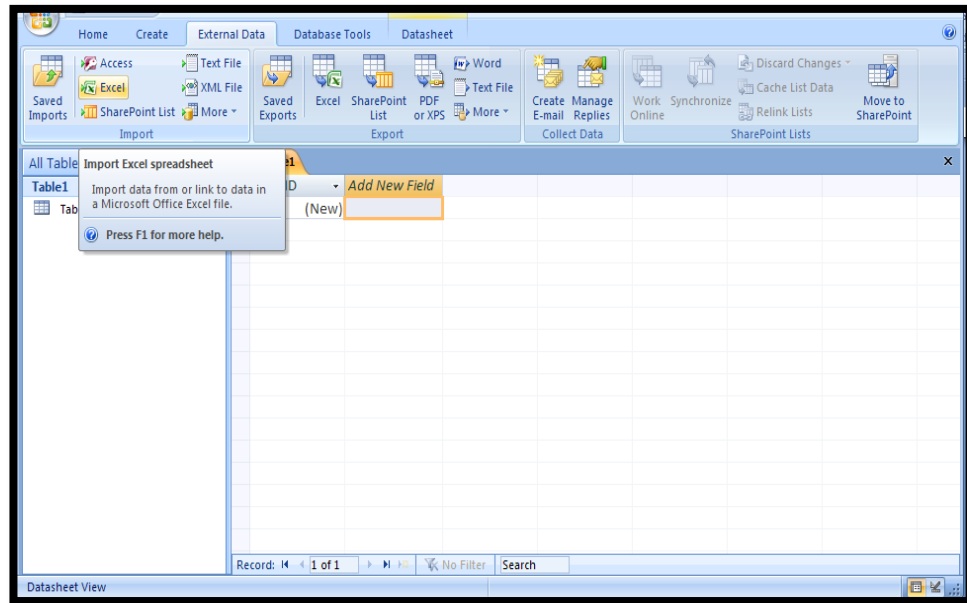 Home Create External Data Database Tools Datasheet
Saved Imports
Access
Excel
SharePoint List
Text File
XML File
More
Import
Saved Exports
Excel
SharePoint List
PDF or XPS
Word
Text File
More
Export
Create E-mail
Manage Replies
Collect Data
Work Online
Synchronize
Discard Changes
Cache List Data
Relink Lists
Move to SharePoint
SharePoint Lists
All Table
Import Excel spreadsheet
Import data from or link to data in
a Microsoft Office Excel file.
Press F1 for more help.
Table1
Tab
Add New Field
(New)
Record: 1 of 1 No Filter Search
Datasheet View